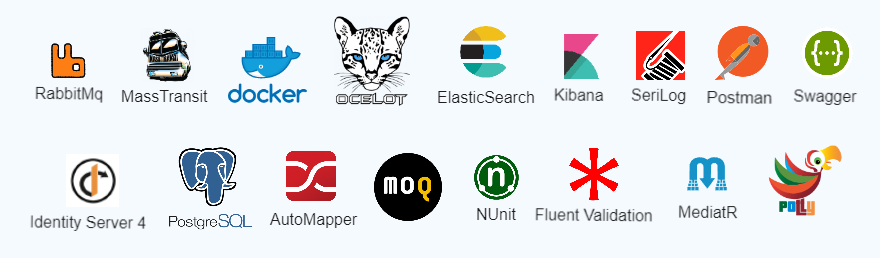 RabbitMq
MassTransit
docker
OCELOT
ElasticSearch
Kibana
SeriLog
Postman
Swagger
Identity Server 4
PostgreSQL
AutoMapper
moq
n
NUnit
Fluent Validation
MediatR
POLLY